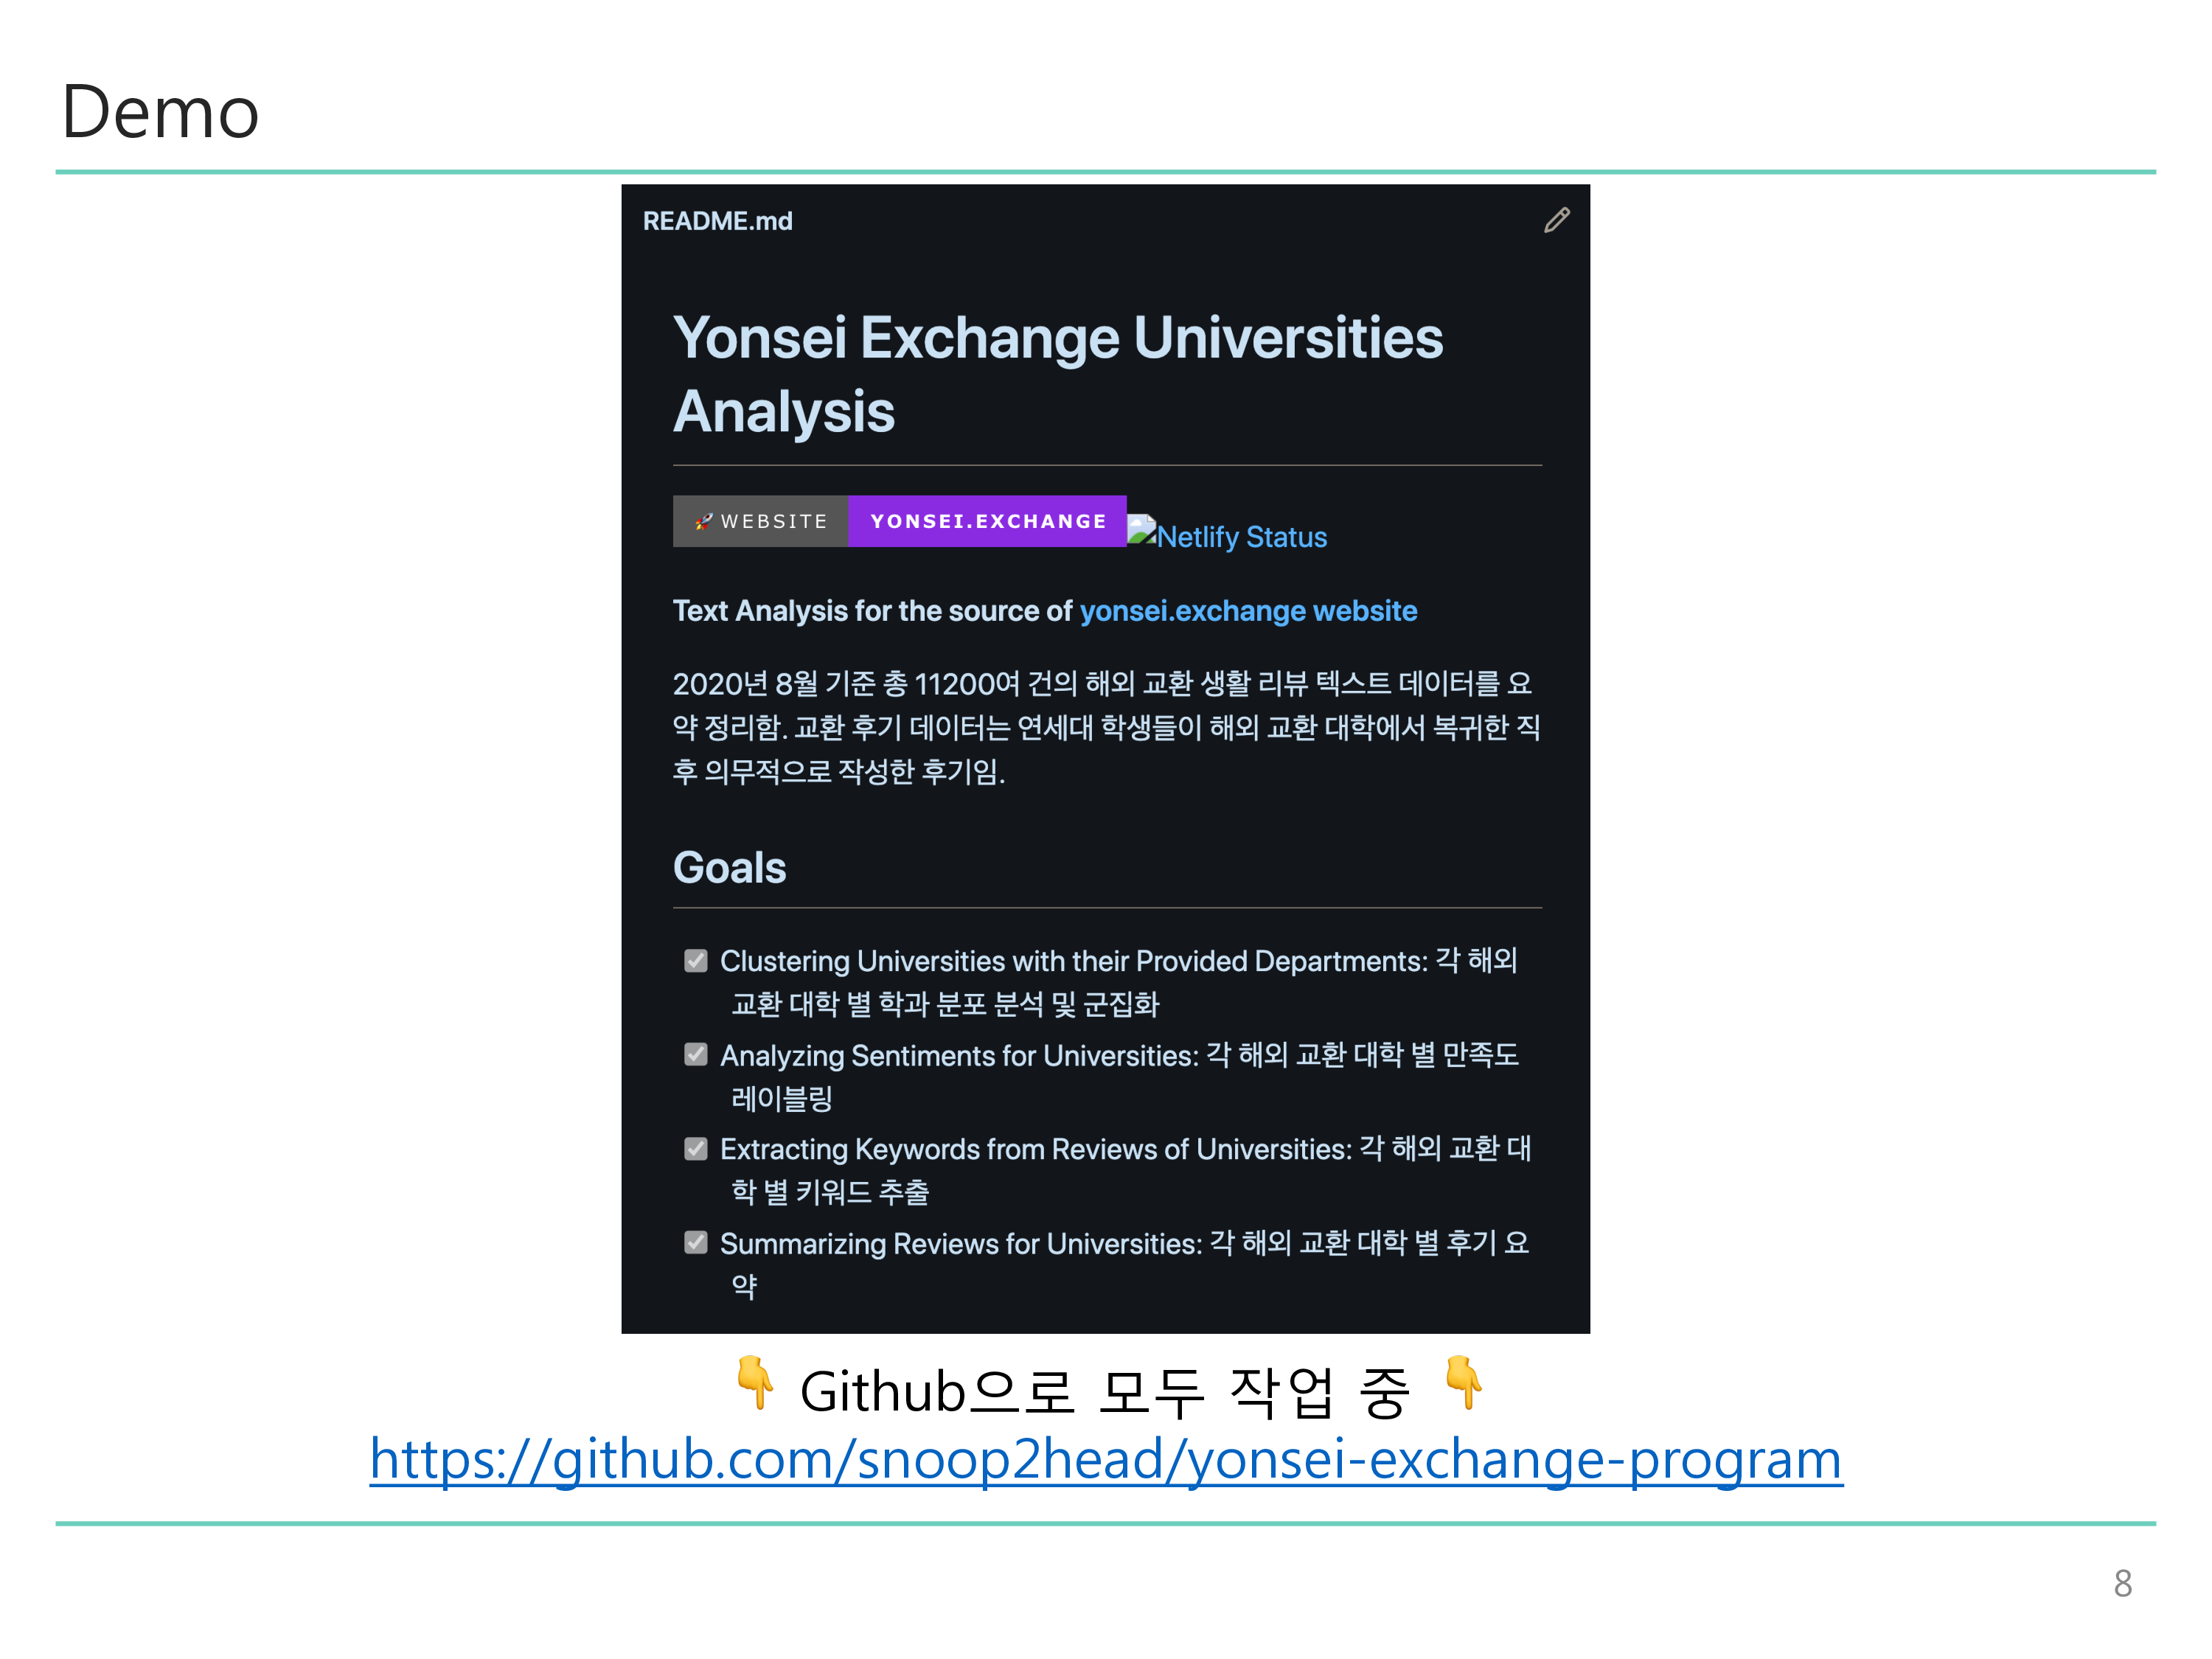 Demo
README.md
Yonsei Exchange Universities
Analysis
🚀 WEBSITE YONSEI.EXCHANGE Netlify Status
Text Analysis for the source of yonsei.exchange website
2020년 8월 기준 총 11200여 건의 해외 교환 생활 리뷰 텍스트 데이터를 요
약 정리함. 교환 후기 데이터는 연세대 학생들이 해외 교환 대학에서 복귀한 직
후 의무적으로 작성한 후기임.
Goals
Clustering Universities with their Provided Departments: 각 해외
교환 대학 별 학과 분포 분석 및 군집화
Analyzing Sentiments for Universities: 각 해외 교환 대학 별 만족도
레이블링
Extracting Keywords from Reviews of Universities: 각 해외 교환 대
학 별 키워드 추출
Summarizing Reviews for Universities: 각 해외 교환 대학 별 후기 요
약
👇 Github으로 모두 작업 중 👇
https://github.com/snoop2head/yonsei-exchange-program
8